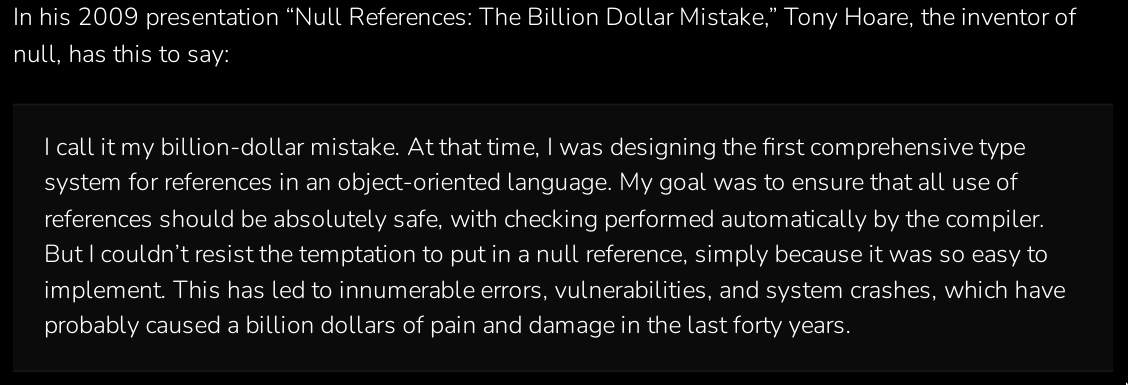 In his 2009 presentation “Null References: The Billion Dollar Mistake,” Tony Hoare, the inventor of
null, has this to say:
I call it my billion-dollar mistake. At that time, I was designing the first comprehensive type
system for references in an object-oriented language. My goal was to ensure that all use of
references should be absolutely safe, with checking performed automatically by the compiler.
But I couldn’t resist the temptation to put in a null reference, simply because it was so easy to
implement. This has led to innumerable errors, vulnerabilities, and system crashes, which have
probably caused a billion dollars of pain and damage in the last forty years.